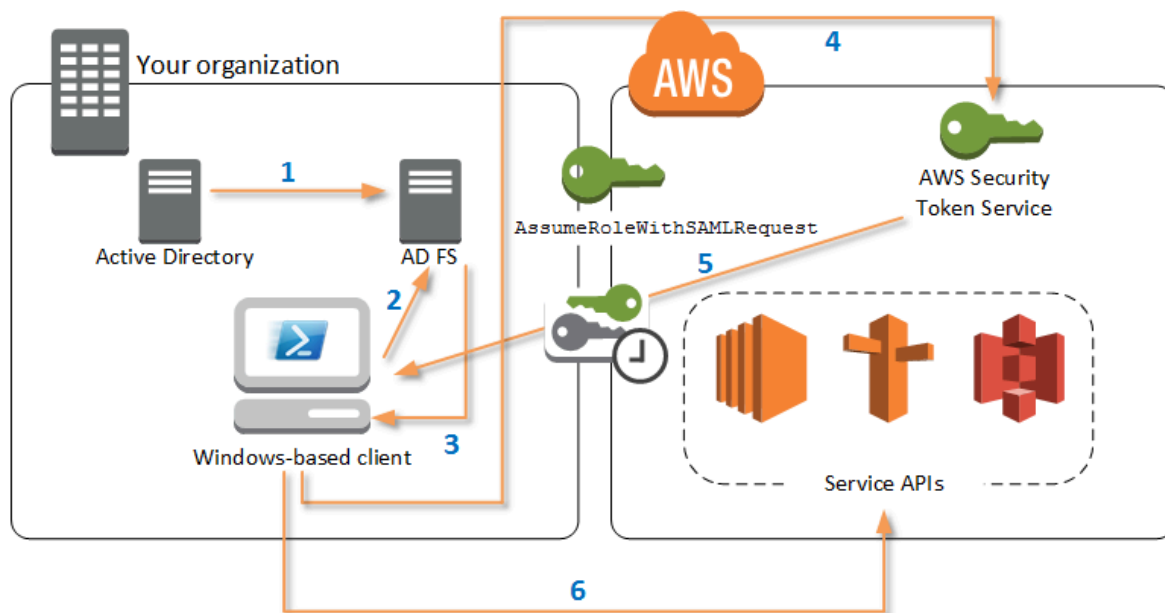 Your organization
AWS
4
1
AWS Security
Token Service
Active Directory
AD FS
AssumeRoleWithSAMLRequest
5
2
3
Windows-based client
Service APIs
6